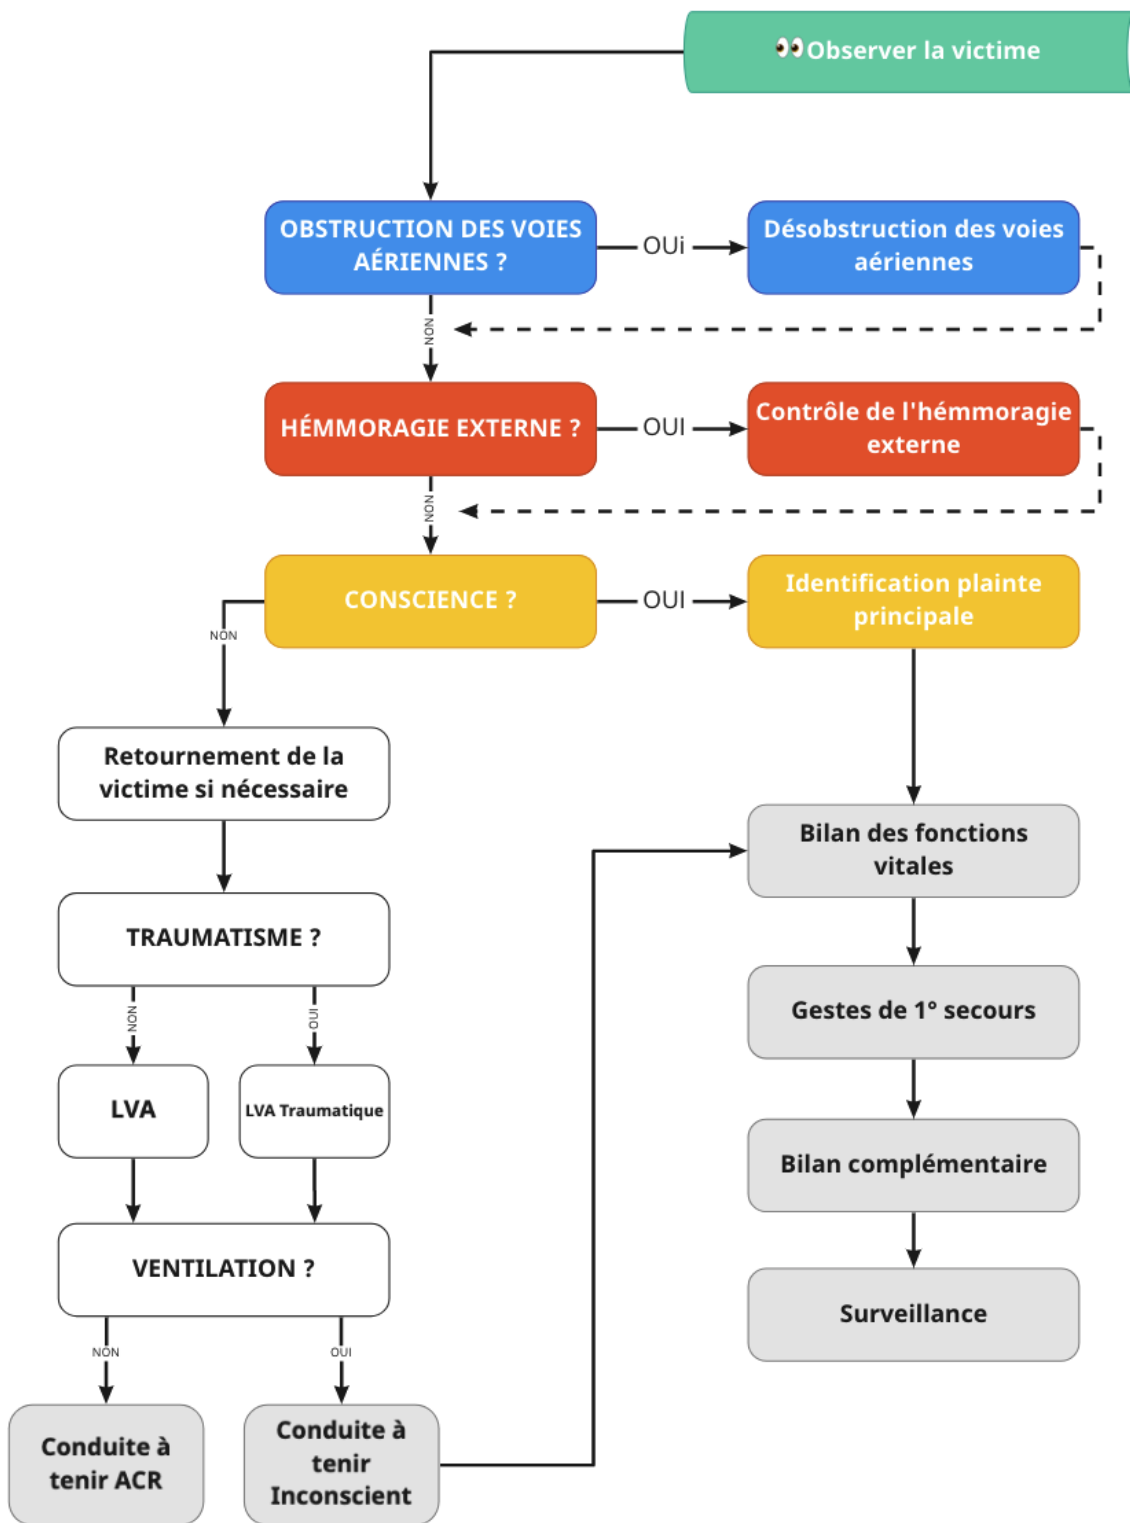 👀Observer la victime
OBSTRUCTION DES VOIES
AÉRIENNES ?
OUi
Désobstruction des voies
aériennes
NON
HÉMMORAGIE EXTERNE ?
OUI
Contrôle de l'hémmoragie
externe
NON
CONSCIENCE ?
OUI
Identification plainte
principale
NON
Retournement de la
victime si nécessaire
TRAUMATISME ?
NON
OUI
LVA
LVA Traumatique
VENTILATION ?
NON
OUI
Conduite à
tenir ACR
Conduite à
tenir
Inconscient
Bilan des fonctions
vitales
Gestes de 1° secours
Bilan complémentaire
Surveillance